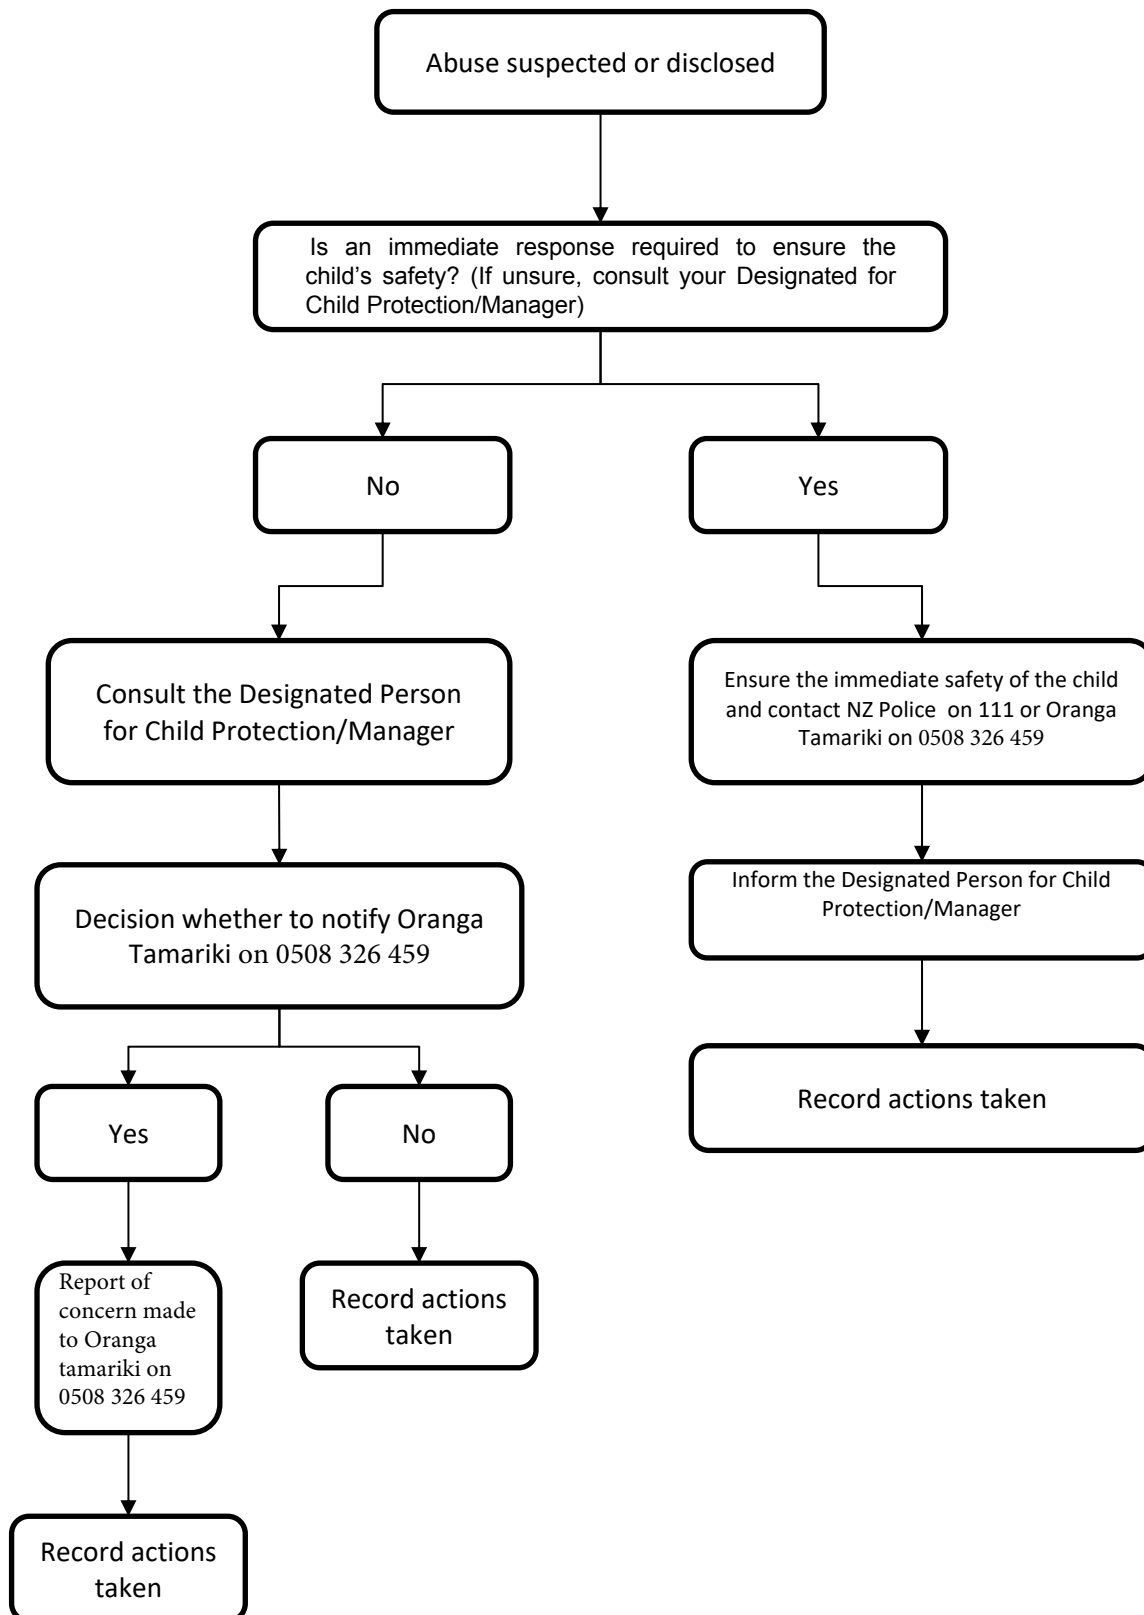 Abuse suspected or disclosed
Is an immediate response required to ensure the
child’s safety? (If unsure, consult your Designated for
Child Protection/Manager)
No
Yes
Consult the Designated Person
for Child Protection/Manager
Ensure the immediate safety of the child
and contact NZ Police on 111 or Oranga
Tamariki on 0508 326 459
Decision whether to notify Oranga
Tamariki on 0508 326 459
Inform the Designated Person for Child
Protection/Manager
Record actions taken
Yes
No
Report of
concern made
to Oranga
tamariki on
0508 326 459
Record actions
taken
Record actions
taken